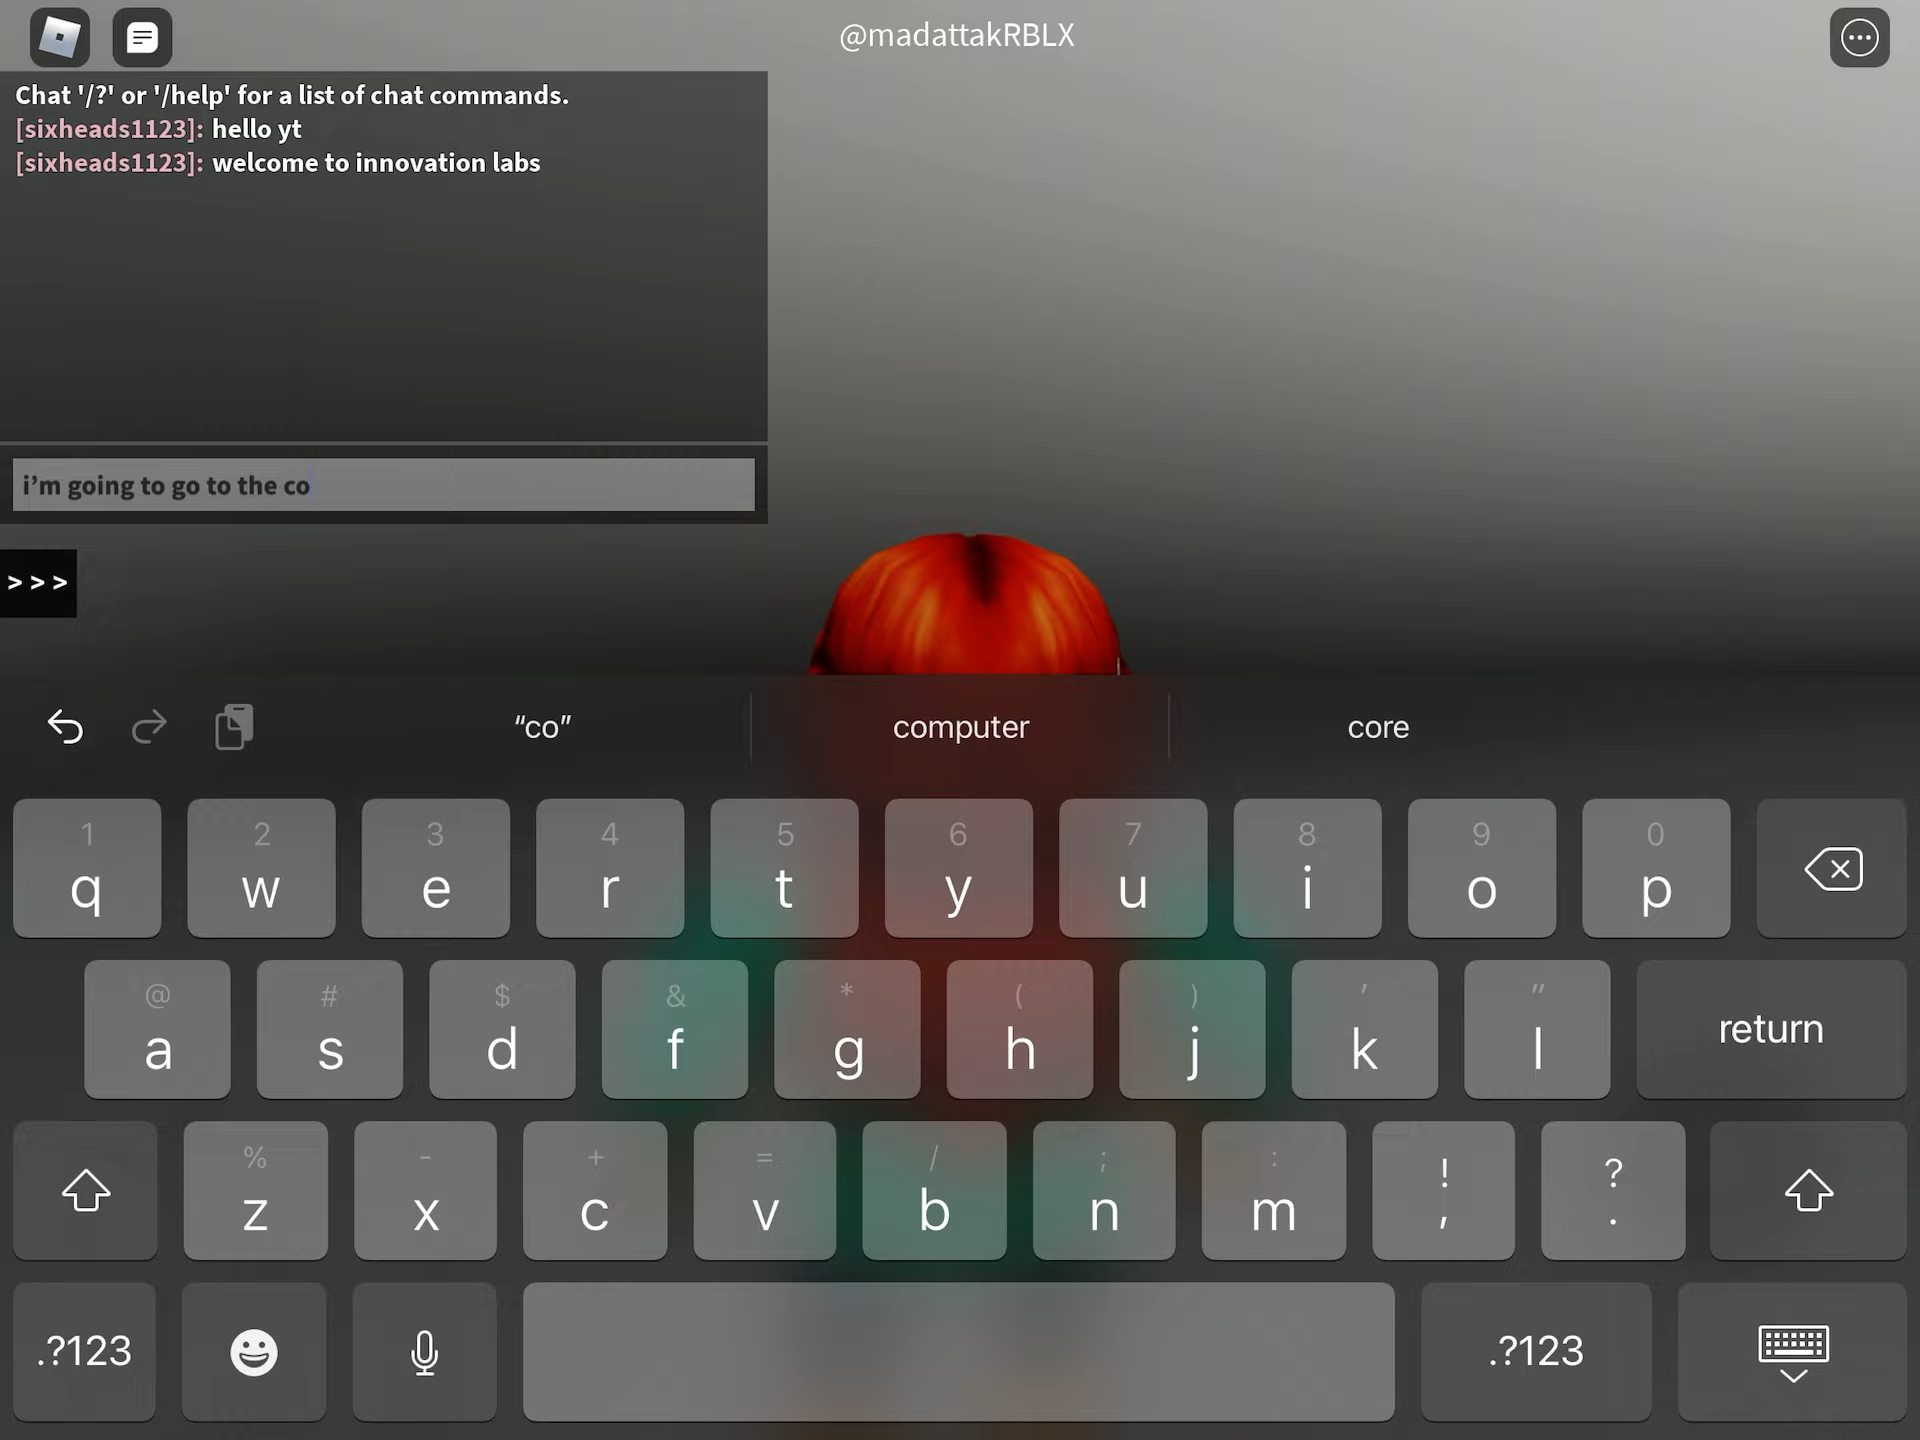 @madattakRBLX
Chat '/?' or '/help' for a list of chat commands.
[sixheads1123]: hello yt
[sixheads1123]: welcome to innovation labs
i’m going to go to the co
>>>
“co” computer core
1 2 3 4 5 6 7 8 9 0
q w e r t y u i o p
@ # $ & * ( ) ' "
a s d f g h j k l return
% - + = / ; : ! ?
z x c v b n m , .
.?123 .?123